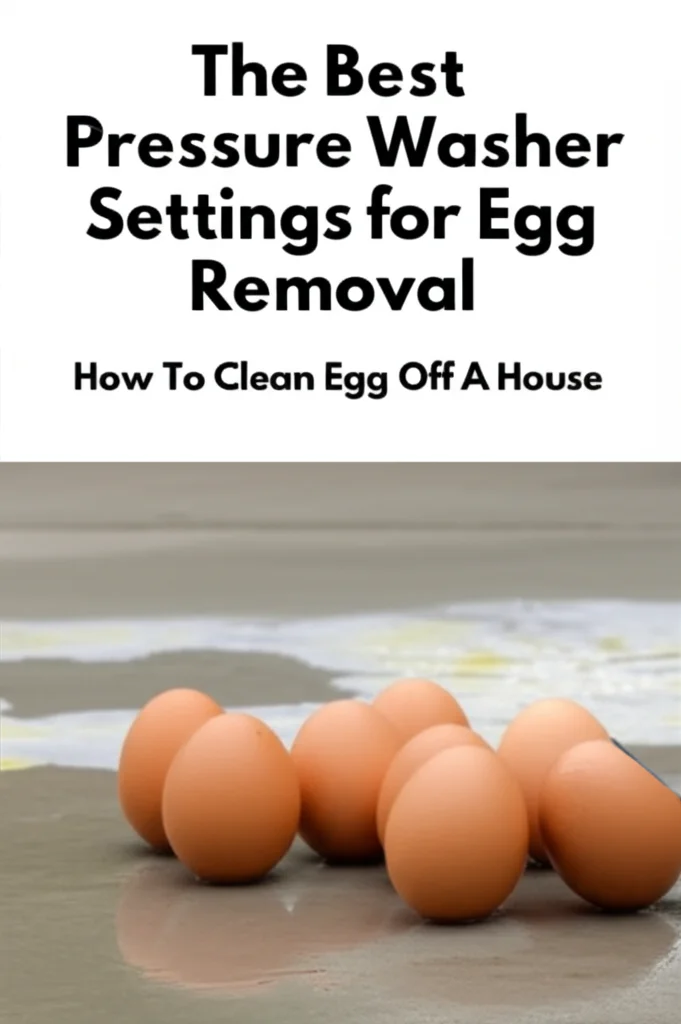 The Best
Pressure Washer
Settings for Egg
Removal
How To Clean Egg Off A House